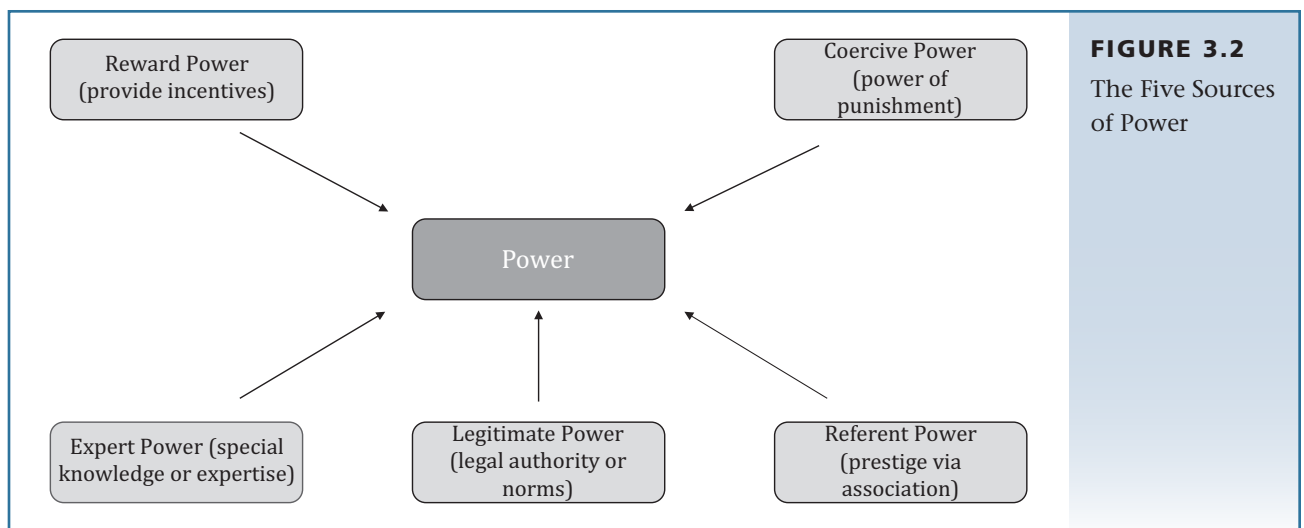 Reward Power
(provide incentives)
Coercive Power
(power of
punishment)
FIGURE 3.2
The Five Sources
of Power
Power
Expert Power (special
knowledge or expertise)
Legitimate Power
(legal authority or
norms)
Referent Power
(prestige via
association)